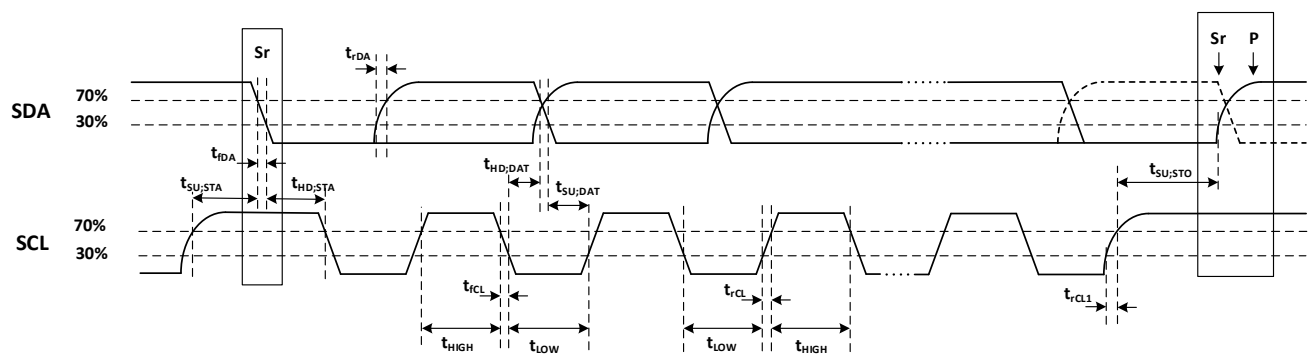 Sr
Sr P
t_rDA
SDA
70%
30%
t_fDA
t_SU;STA
t_HD;STA
t_HD;DAT
t_SU;DAT
t_SU;STO
SCL
70%
30%
t_fCL
t_rCL
t_rCL1
t_HIGH
t_LOW
t_LOW
t_HIGH